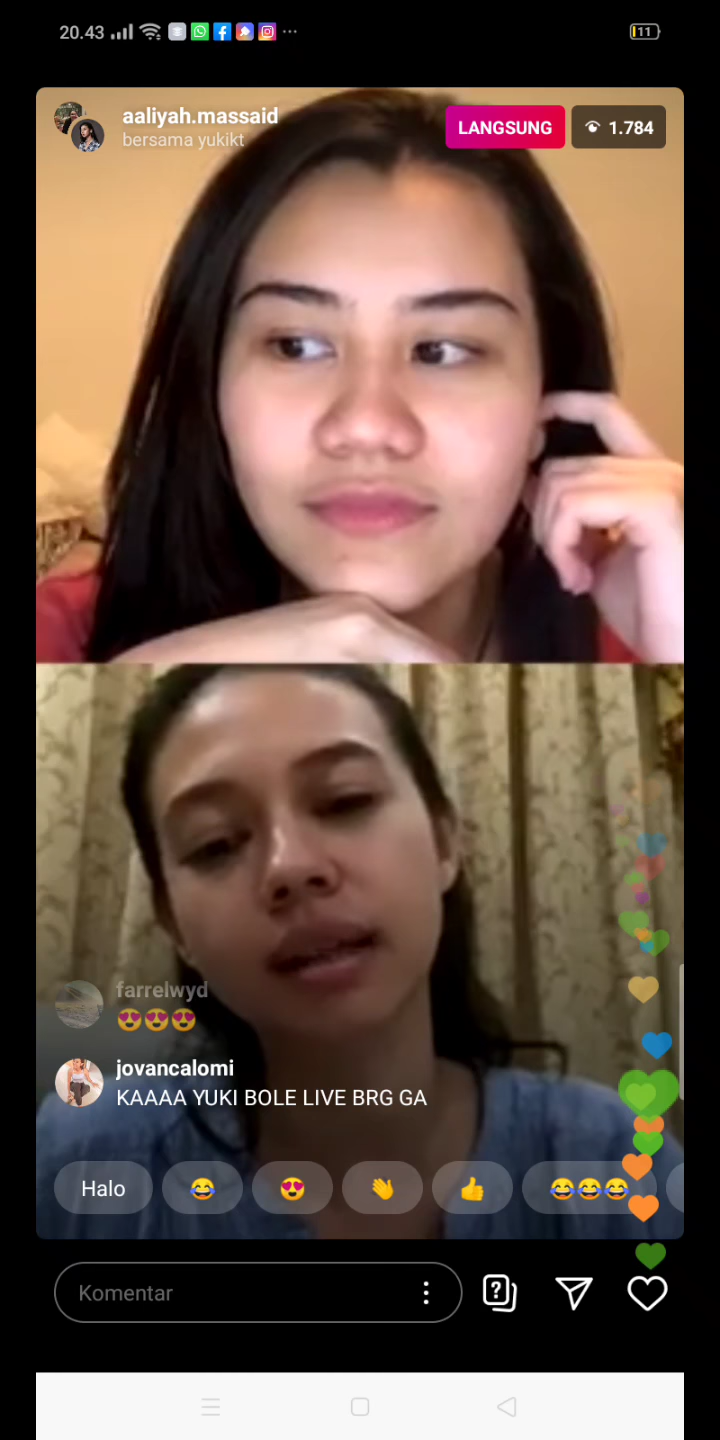 20.43
11
aaliyah.massaid
bersama yukikt
LANGSUNG
1.784
farrelwyd
😍😍😍
jovancalomi
KAAAA YUKI BOLE LIVE BRG GA
Halo 😂 😍 👋 👍 😂😂😂
Komentar